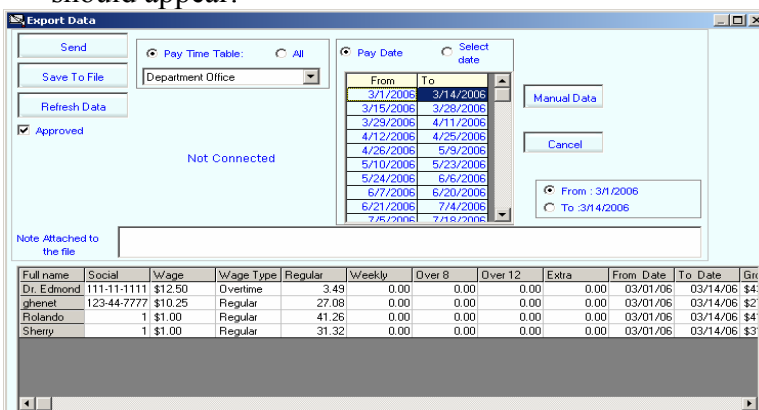 should appear.
Export Data
Send
Save To File
Refresh Data
Approved
Pay Time Table: All
Department Office
Not Connected
Pay Date Select date
From To
3/1/2006 3/14/2006
3/15/2006 3/28/2006
3/29/2006 4/11/2006
4/12/2006 4/25/2006
4/26/2006 5/9/2006
5/10/2006 5/23/2006
5/24/2006 6/6/2006
6/7/2006 6/20/2006
6/21/2006 7/4/2006
7/5/2006 7/18/2006
Manual Data
Cancel
From : 3/1/2006
To :3/14/2006
Note Attached to
the file
Full name Social Wage Wage Type Regular Weekly Over 8 Over 12 Extra From Date To Date
Dr. Edmond 111-11-1111 $12.50 Overtime 3.49 0.00 0.00 0.00 0.00 03/01/06 03/14/06
ghenet 123-44-7777 $10.25 Regular 27.08 0.00 0.00 0.00 0.00 03/01/06 03/14/06
Rolando 1 $1.00 Regular 41.26 0.00 0.00 0.00 0.00 03/01/06 03/14/06
Sherry 1 $1.00 Regular 31.32 0.00 0.00 0.00 0.00 03/01/06 03/14/06